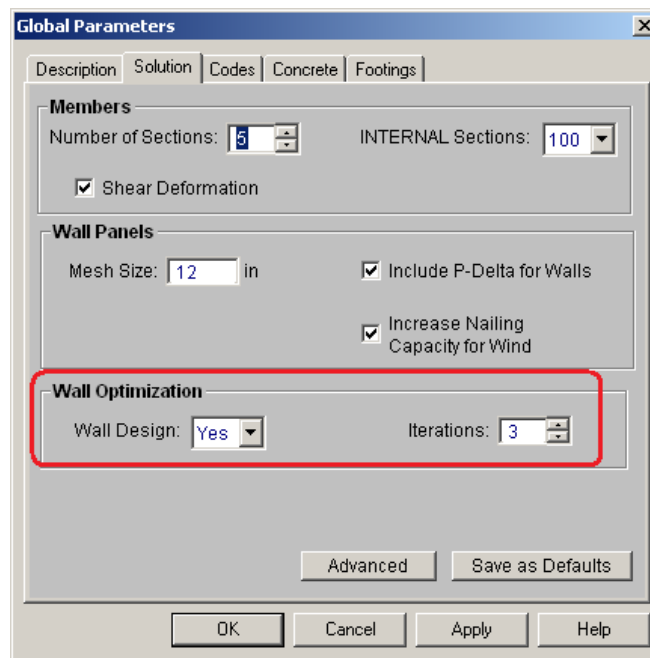 Global Parameters
Description Solution Codes Concrete Footings
Members
Number of Sections: 5 INTERNAL Sections: 100
Shear Deformation
Wall Panels
Mesh Size: 12 in Include P-Delta for Walls
Increase Nailing
Capacity for Wind
Wall Optimization
Wall Design: Yes Iterations: 3
Advanced Save as Defaults
OK Cancel Apply Help